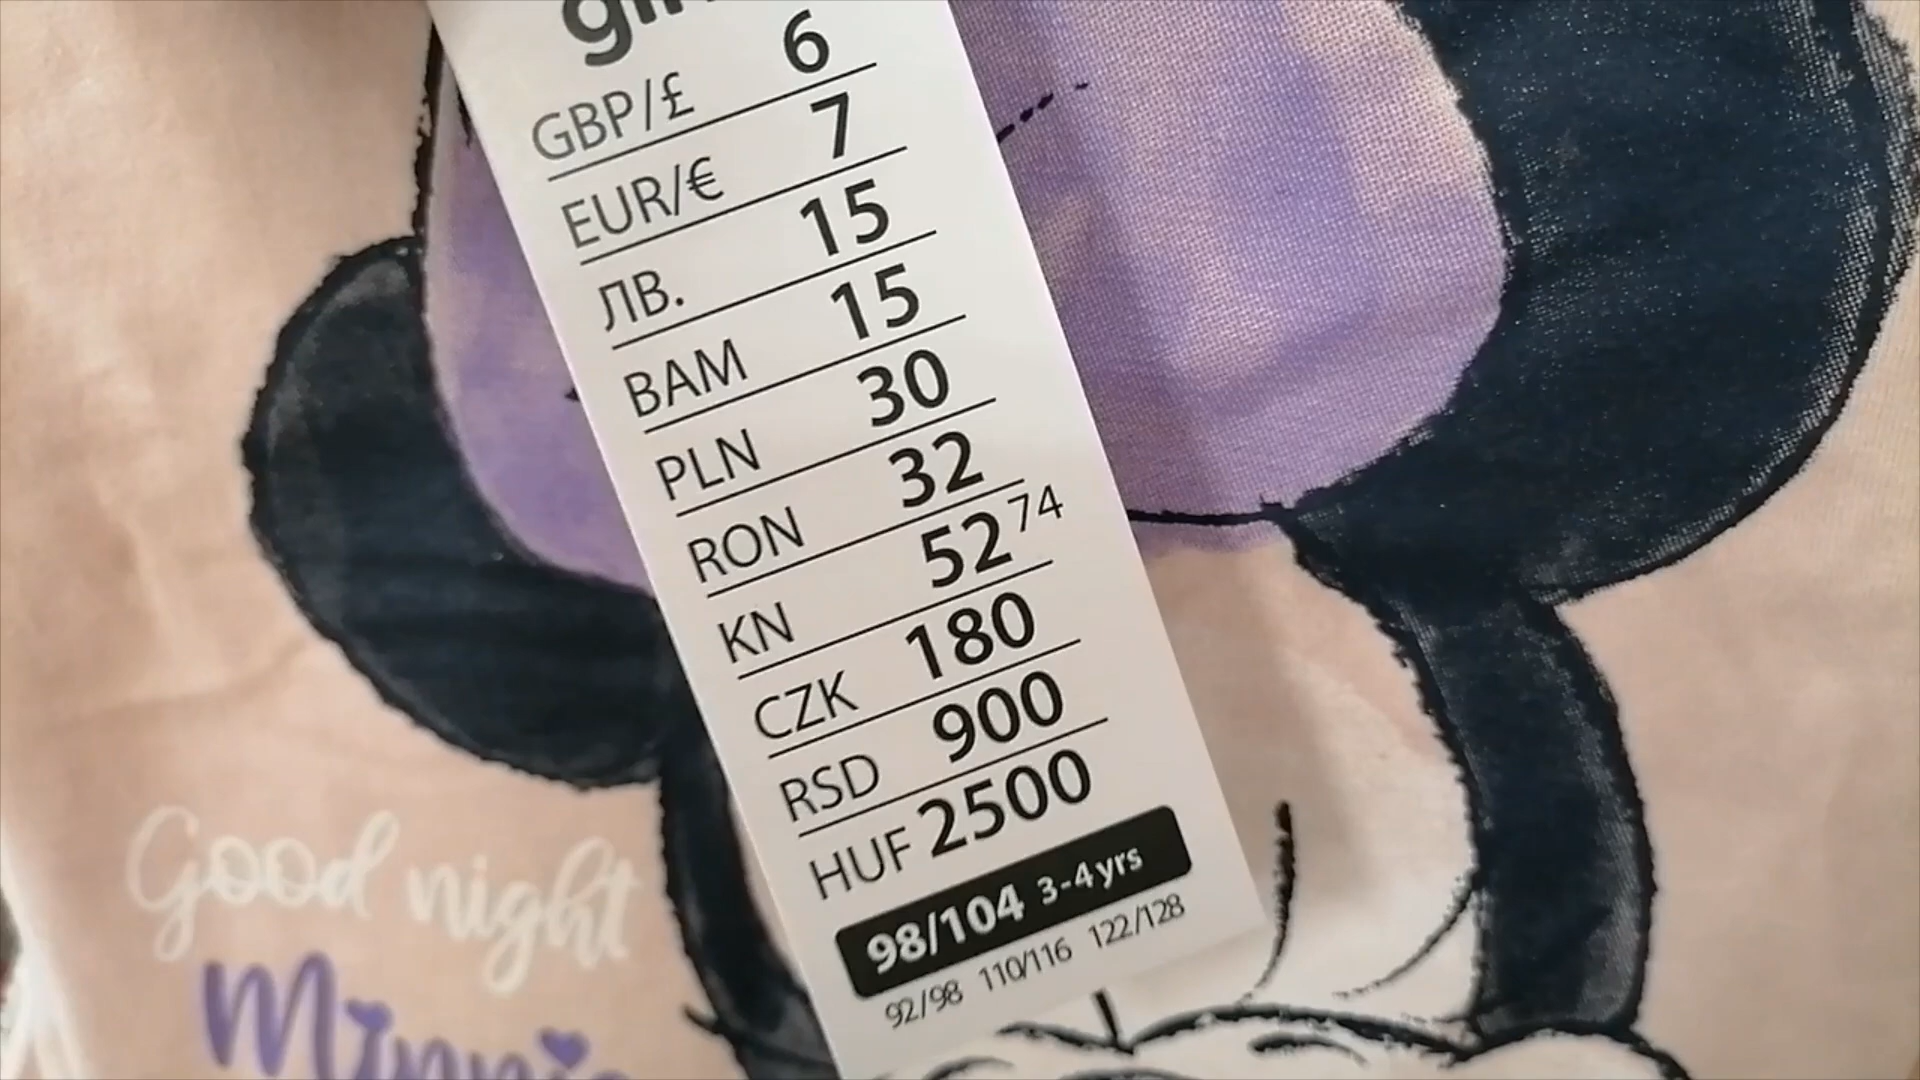 GBP/£ 6
EUR/€ 7
ЛВ. 15
BAM 15
PLN 30
RON 32
KN 52 74
CZK 180
RSD 900
HUF 2500
98/104 3-4 yrs
92/98 110/116 122/128
Good night
Minnie